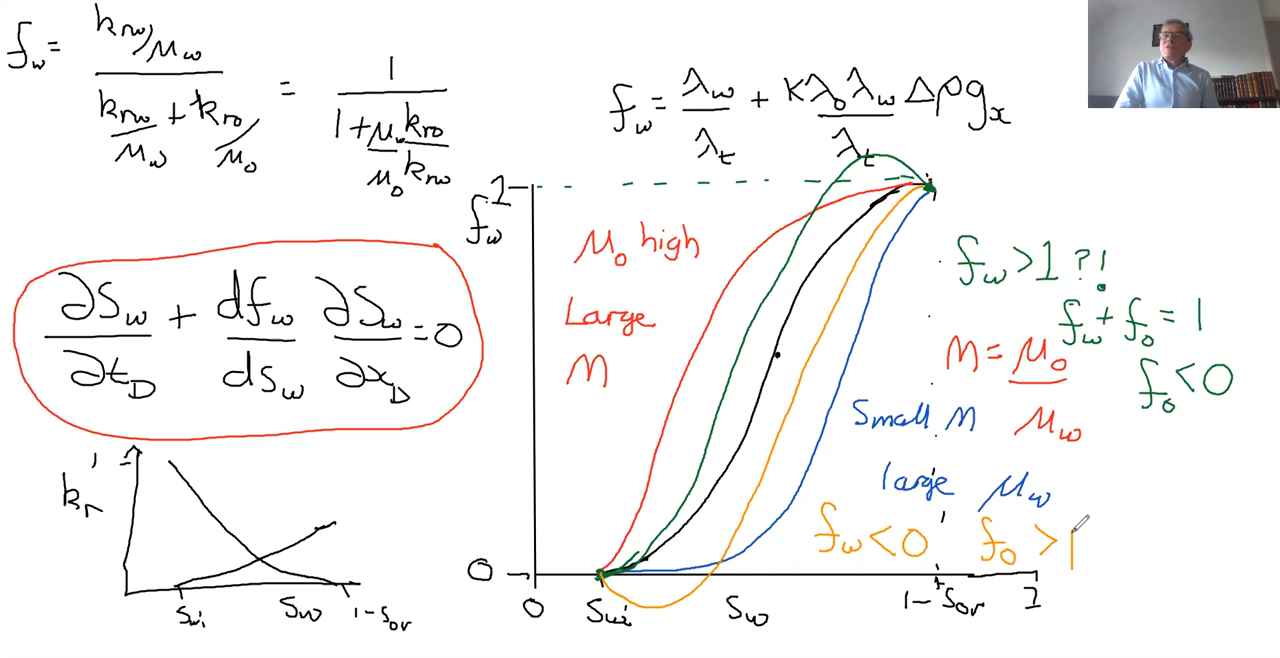 f_w = (k_rw/μ_w) / (k_rw/μ_w + k_ro/μ_o) = 1 / (1 + μ_w/μ_o k_ro/k_rw)
f_w = λ_w/λ_t + Kλ_oλ_w/λ_t Δρg_x
1
f_w
μ_o high
Large
M
f_w > 1 ?!
f_w + f_o = 1
f_o < 0
M = μ_o/μ_w
∂S_w/∂t_D + df_w/dS_w ∂S_w/∂x_D = 0
Small M
large μ_w
f_w < 0 f_o > 1
1
k_r
S_wi S_w 1-S_or
0
0 S_wi S_w 1-S_or 1